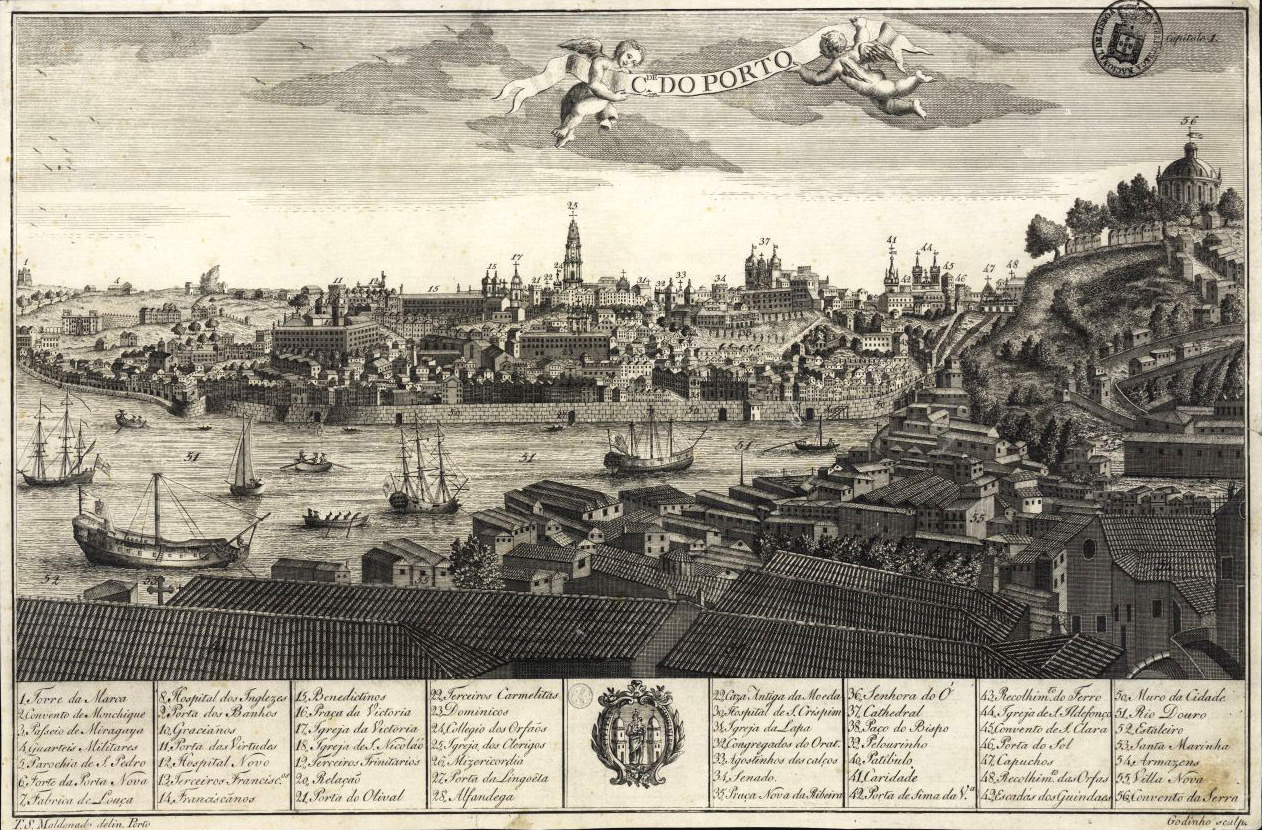 C.DE DO PORTO
BIBLIOTHECA NACIONAL DE LISBOA
Capitulo 1.
1. Torre da Marca
2. Convento de Monchique
3. Passeio de Miragaya
4. Quarteis Militares
5. Parochia de S. Pedro
6. Forte da Porta Nova
7. Fabrica de Louça
8. Hospital dos Inglezes
9. Porta dos Banhos
10. Gracianos
11. Porta das Virtudes
12. Hospital Novo
13. Terceiros Francisc.os
14. Franciscanos
15. Benedictinos
16. Praça da Victoria
17. Igreja da Victoria
18. Igreja de S. Nicolaõ
19. Terceiros Trinitarios
20. Relaçaõ
21. Porta do Olival
22. Terceiros Carmelitas
23. Dominicos
24. Collegio dos Orfaõs
25. Igreja dos Clerigos
26. Mizericordia
27. Porta da Lingoëta
28. Alfandega
29. Caza Antiga da Moeda
30. Hospital de S. Crispim
31. Igreja da Lapa
32. Congregados do Orat.
33. Agostinhos descalços
34. Senado.
35. Praça Nova da Ribeira
36. Senhora do Ó
37. Cathedral
38. Paço do Bispo
39. Pelourinho
40. Patibulo
41. Caridade
42. Porta de Sima da V.a
43. Recolhim.o do Ferro
44. Igreja de S. Ildefonço
45. Convento de S. Clara
46. Porta do Sol
47. Capuchos
48. Recolhim. das Orfas
49. Escadas dos Guindaes
50. Muro da Cidade
51. Rio Douro
52. Estaleiro
53. Santa Marinha
54. Armazens
55. Villa Nova
56. Convento da Serra
T. S. Maldonado delin. Porto
Godinho sculp.